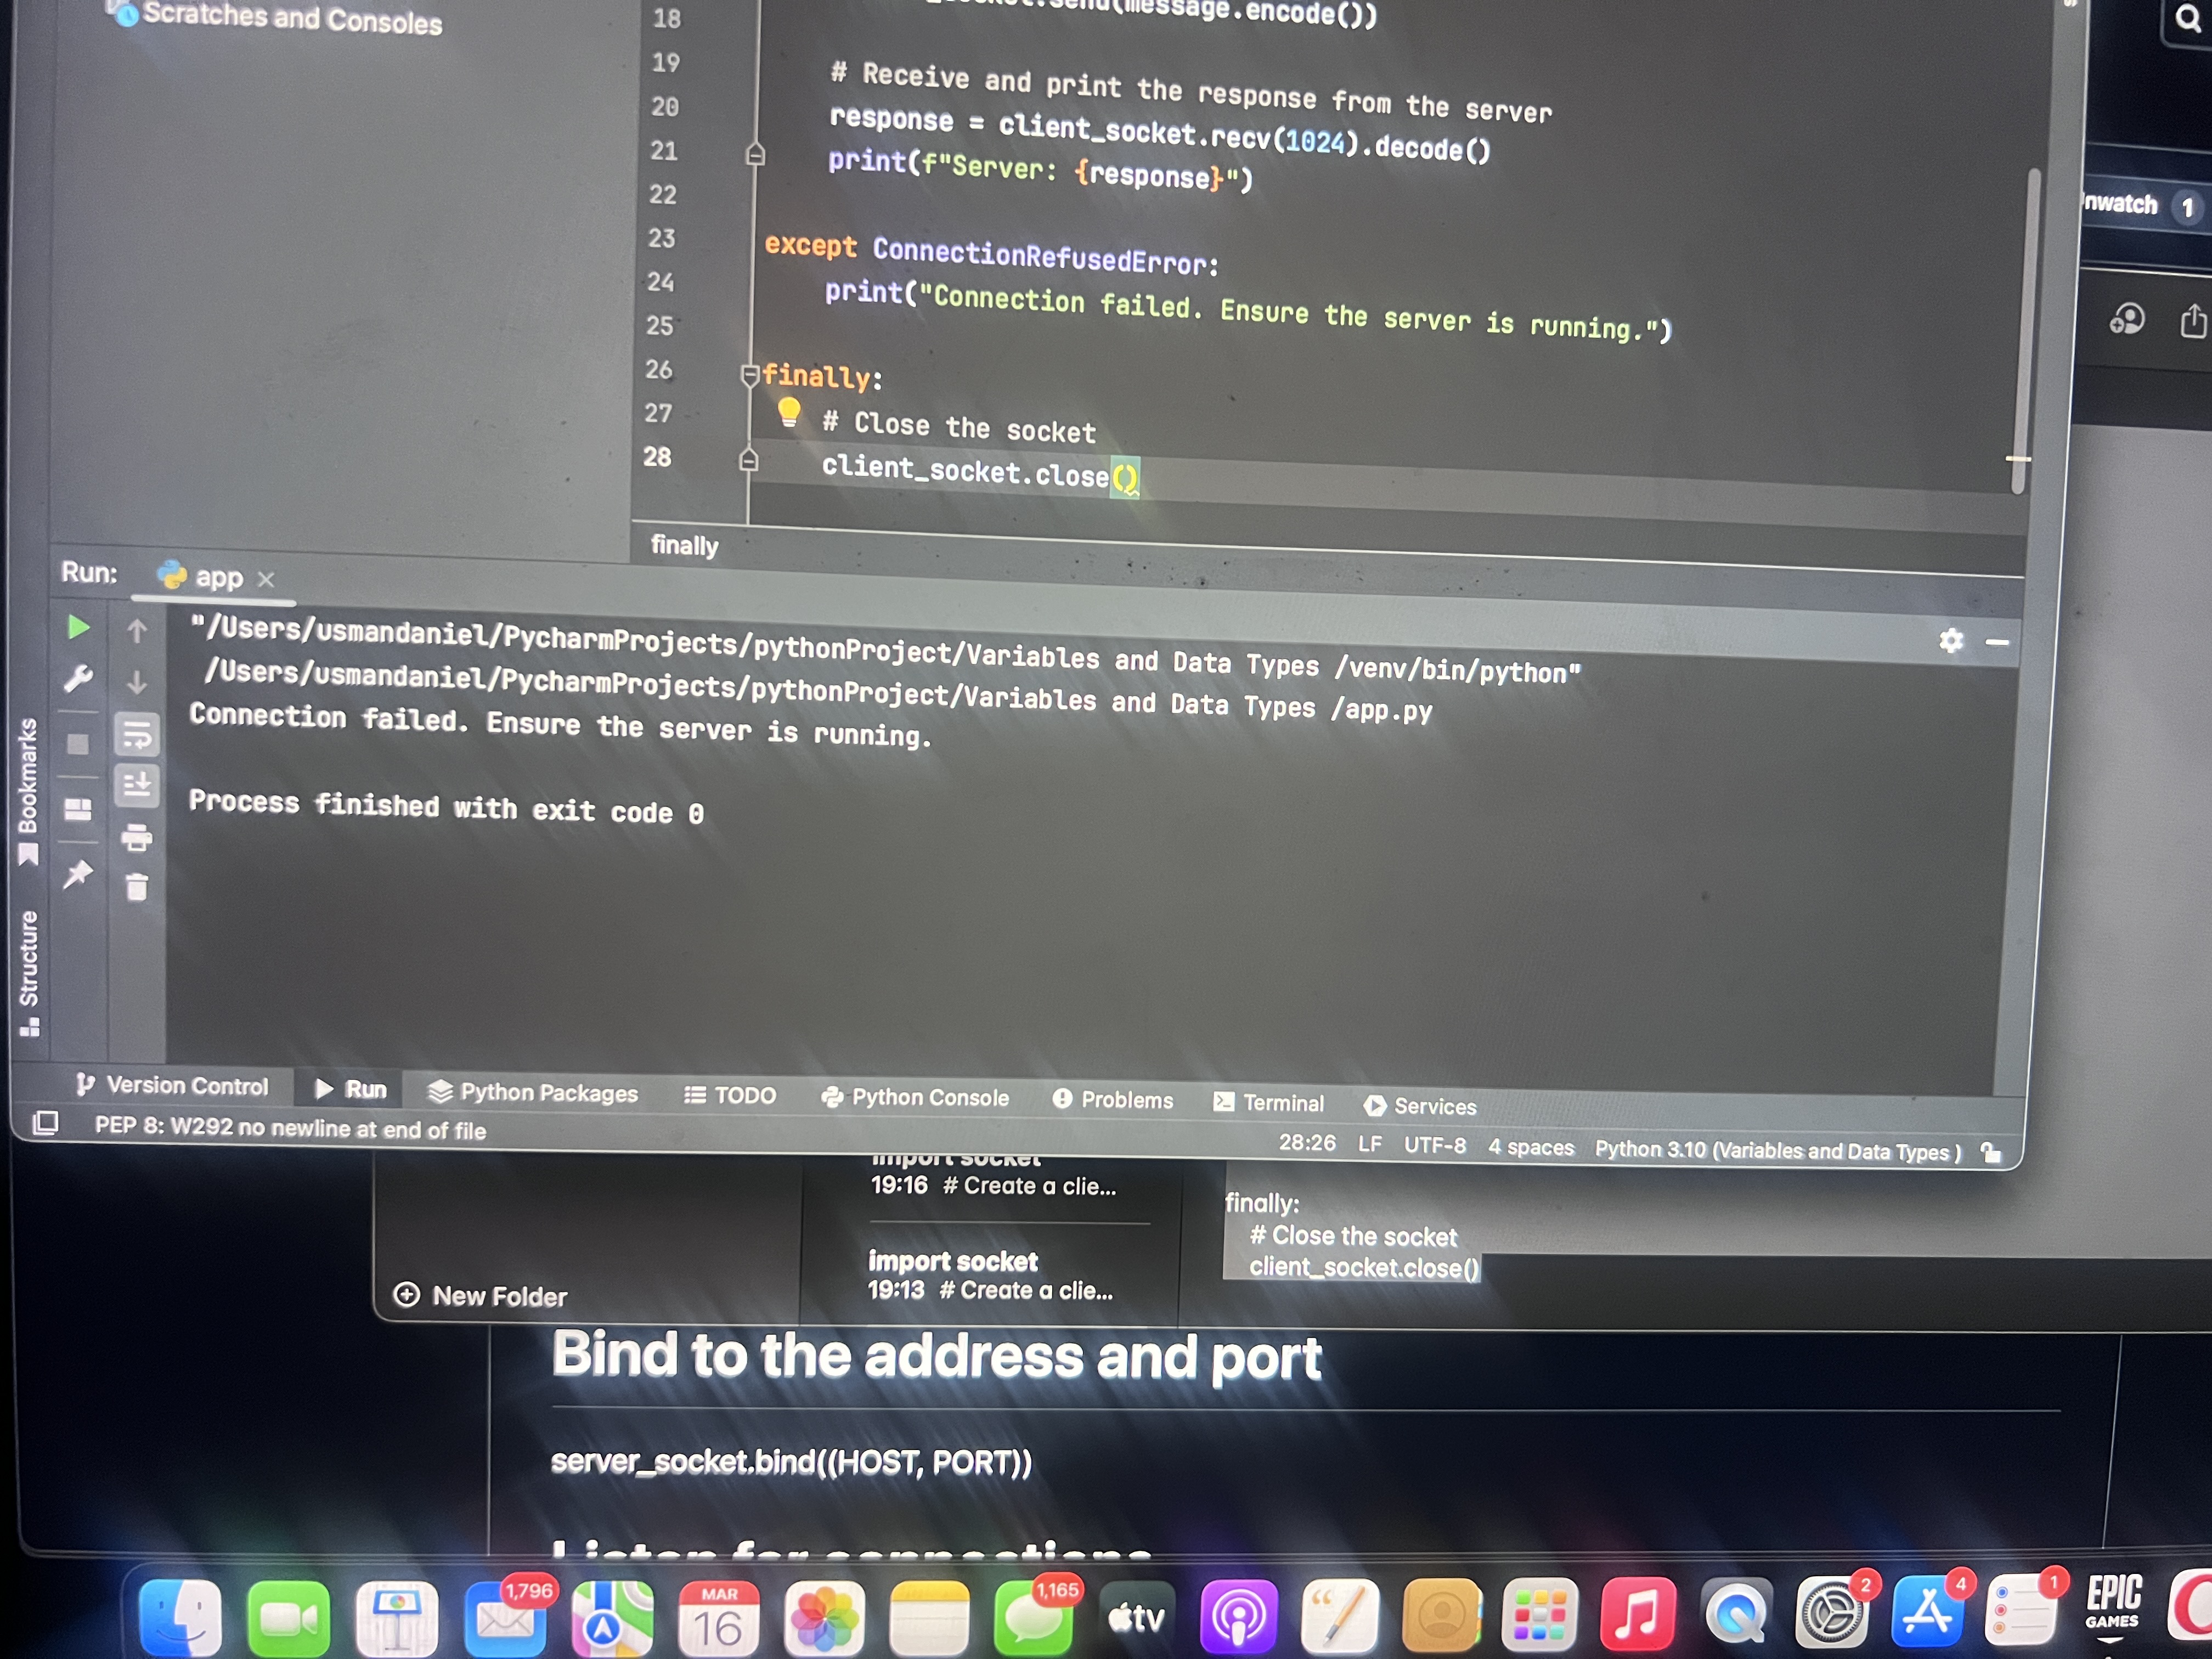 Scratches and Consoles
18 message.encode())
19
20 # Receive and print the response from the server
21 response = client_socket.recv(1024).decode()
22 print(f"Server: {response}")
23 except ConnectionRefusedError:
24 print("Connection failed. Ensure the server is running.")
25
26 finally:
27 # Close the socket
28 client_socket.close()
finally
nwatch 1
Run: app
"/Users/usmandaniel/PycharmProjects/pythonProject/Variables and Data Types /venv/bin/python"
/Users/usmandaniel/PycharmProjects/pythonProject/Variables and Data Types /app.py
Connection failed. Ensure the server is running.
Process finished with exit code 0
Bookmarks
Structure
Version Control Run Python Packages TODO Python Console Problems Terminal Services
PEP 8: W292 no newline at end of file
28:26 LF UTF-8 4 spaces Python 3.10 (Variables and Data Types )
import socket
19:16 # Create a clie...
import socket
19:13 # Create a clie...
New Folder
finally:
# Close the socket
client_socket.close()
Bind to the address and port
server_socket.bind((HOST, PORT))
Listen for connections
1,796
MAR
16
1,165
tv
2
4
1
EPIC
GAMES